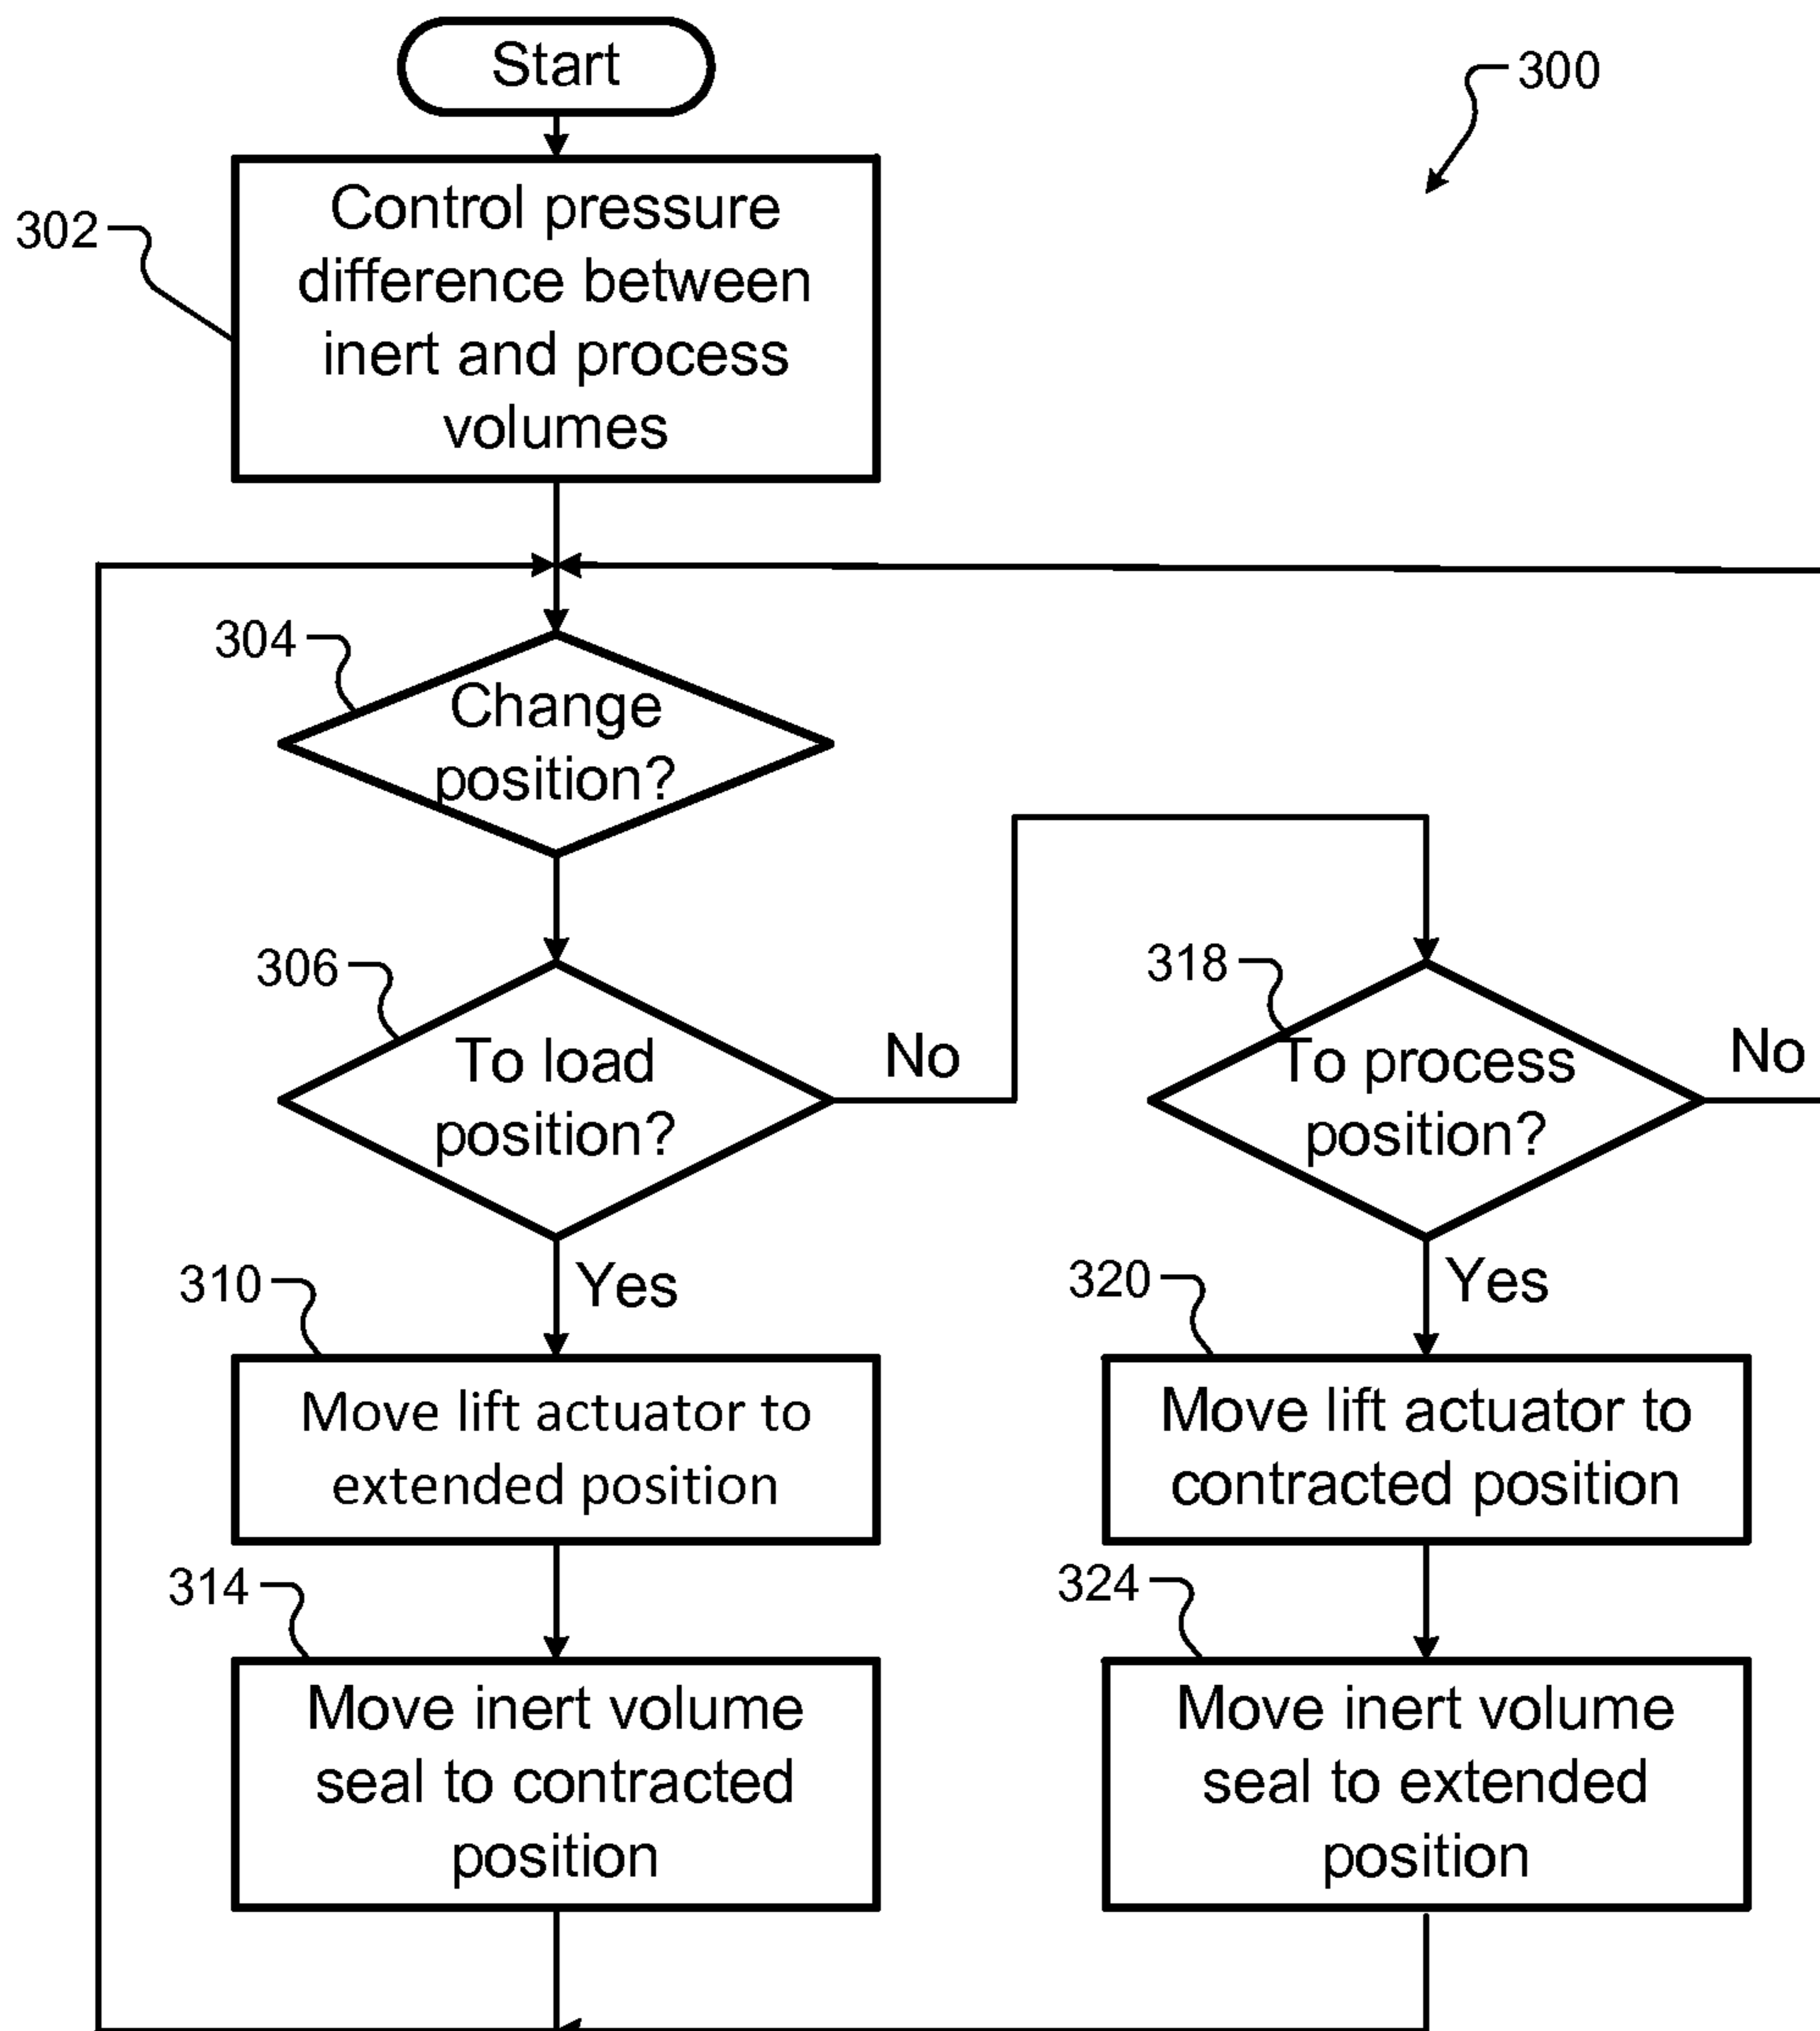 Start
300
302
Control pressure
difference between
inert and process
volumes
304
Change
position?
306
To load
position?
No
318
To process
position?
No
310
Yes
Move lift actuator to
extended position
320
Yes
Move lift actuator to
contracted position
314
Move inert volume
seal to contracted
position
324
Move inert volume
seal to extended
position